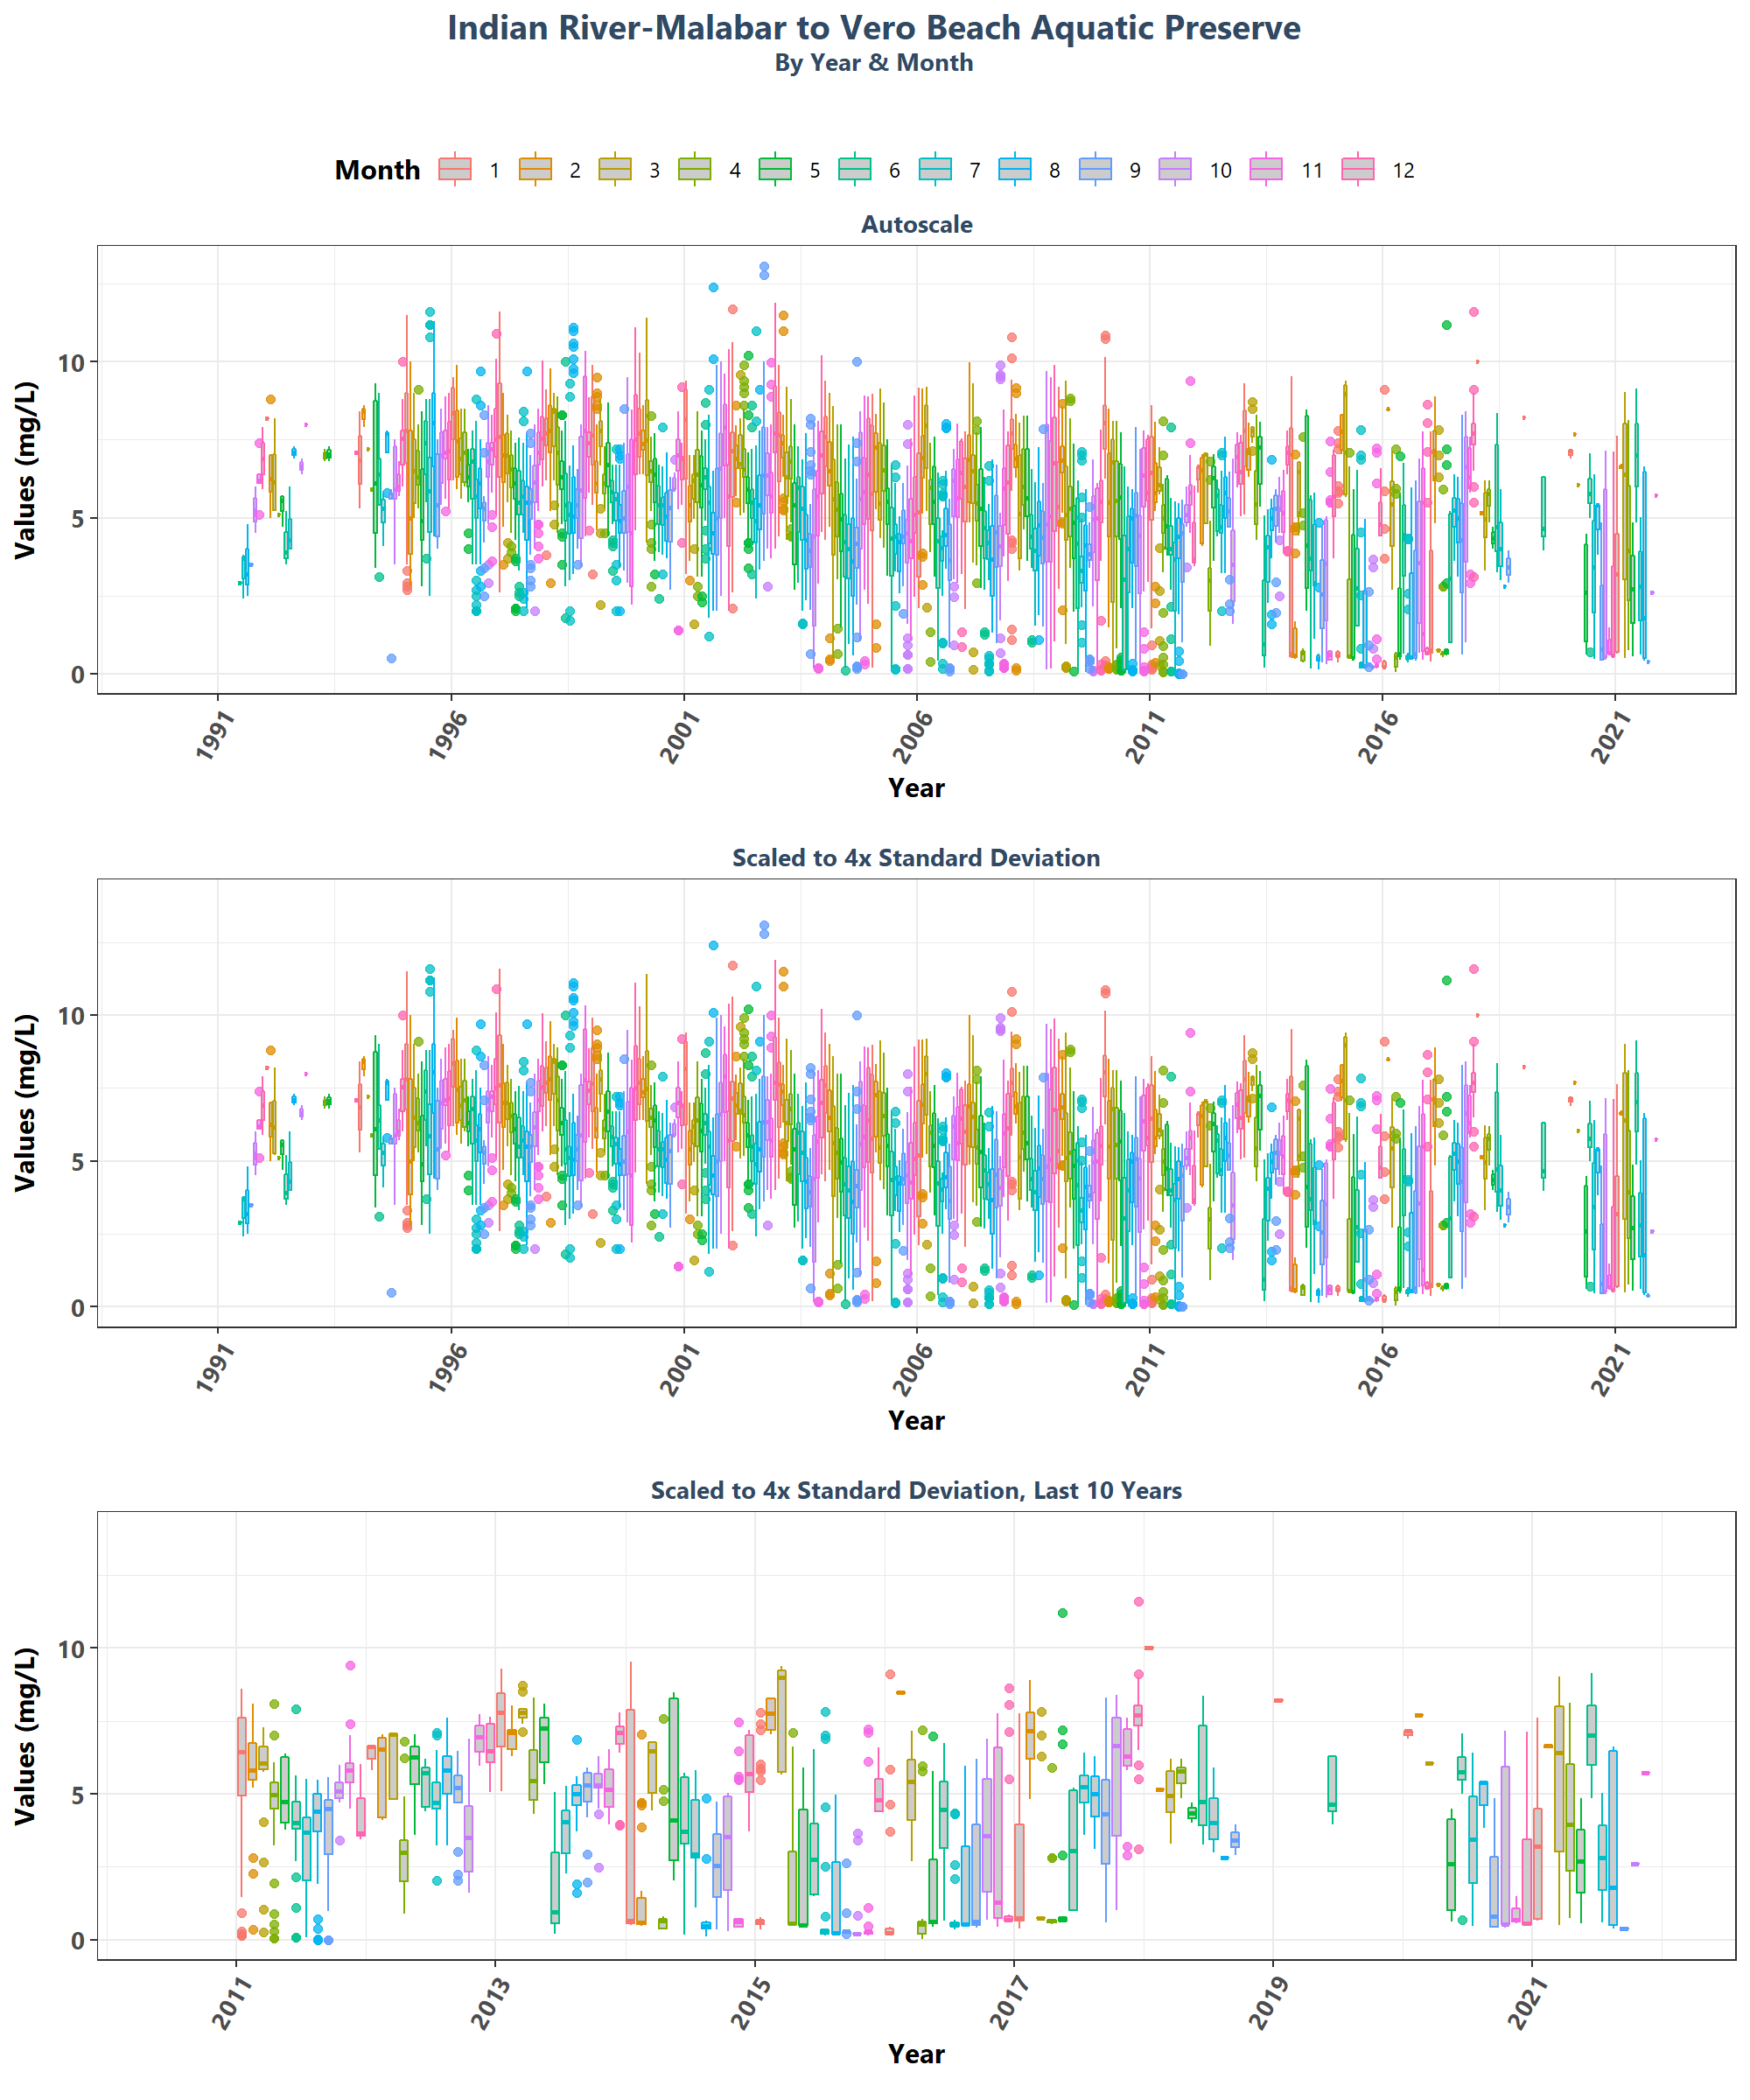 Indian River-Malabar to Vero Beach Aquatic Preserve
By Year & Month
Month 1 2 3 4 5 6 7 8 9 10 11 12
Autoscale
Values (mg/L)
10
5
0
1991 1996 2001 2006 2011 2016 2021
Year
Scaled to 4x Standard Deviation
Values (mg/L)
10
5
0
1991 1996 2001 2006 2011 2016 2021
Year
Scaled to 4x Standard Deviation, Last 10 Years
Values (mg/L)
10
5
0
2011 2013 2015 2017 2019 2021
Year